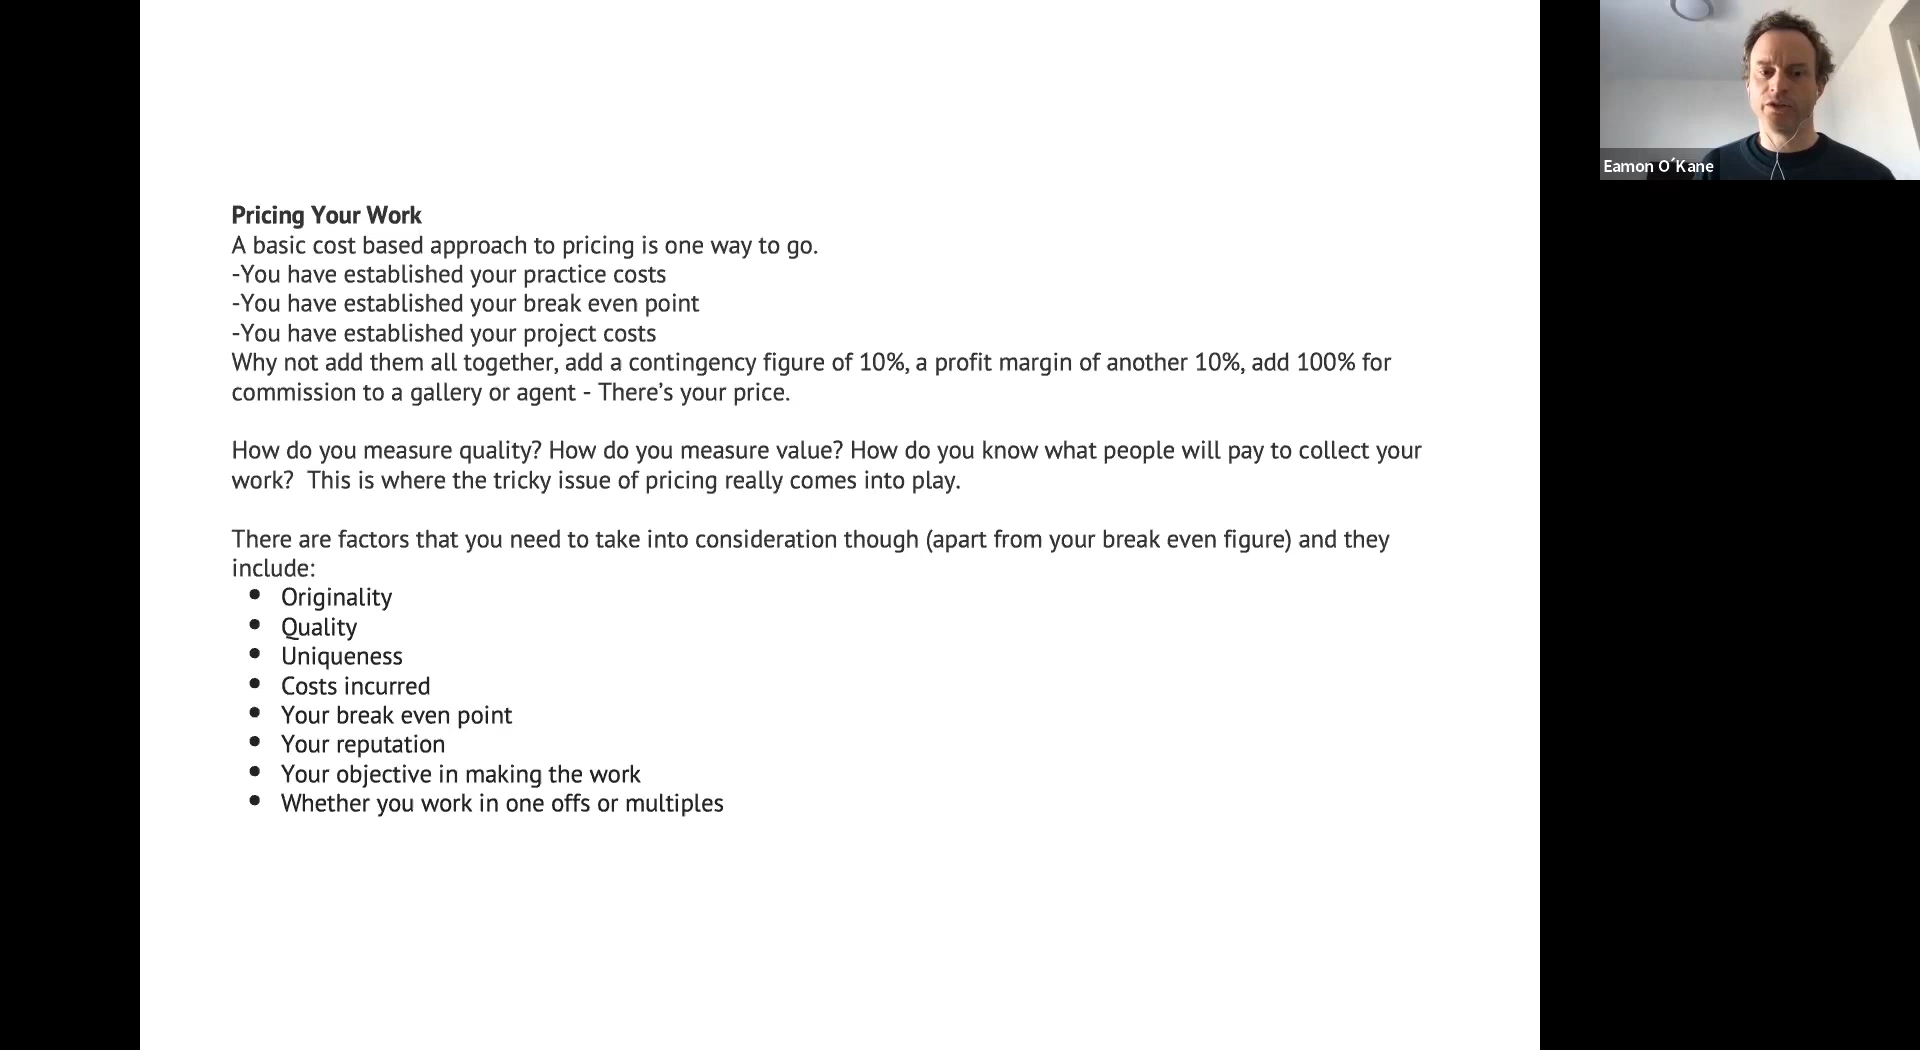 Pricing Your Work
A basic cost based approach to pricing is one way to go.
-You have established your practice costs
-You have established your break even point
-You have established your project costs
Why not add them all together, add a contingency figure of 10%, a profit margin of another 10%, add 100% for
commission to a gallery or agent - There’s your price.
How do you measure quality? How do you measure value? How do you know what people will pay to collect your
work?  This is where the tricky issue of pricing really comes into play.
There are factors that you need to take into consideration though (apart from your break even figure) and they
include:
• Originality
• Quality
• Uniqueness
• Costs incurred
• Your break even point
• Your reputation
• Your objective in making the work
• Whether you work in one offs or multiples
Eamon O´Kane